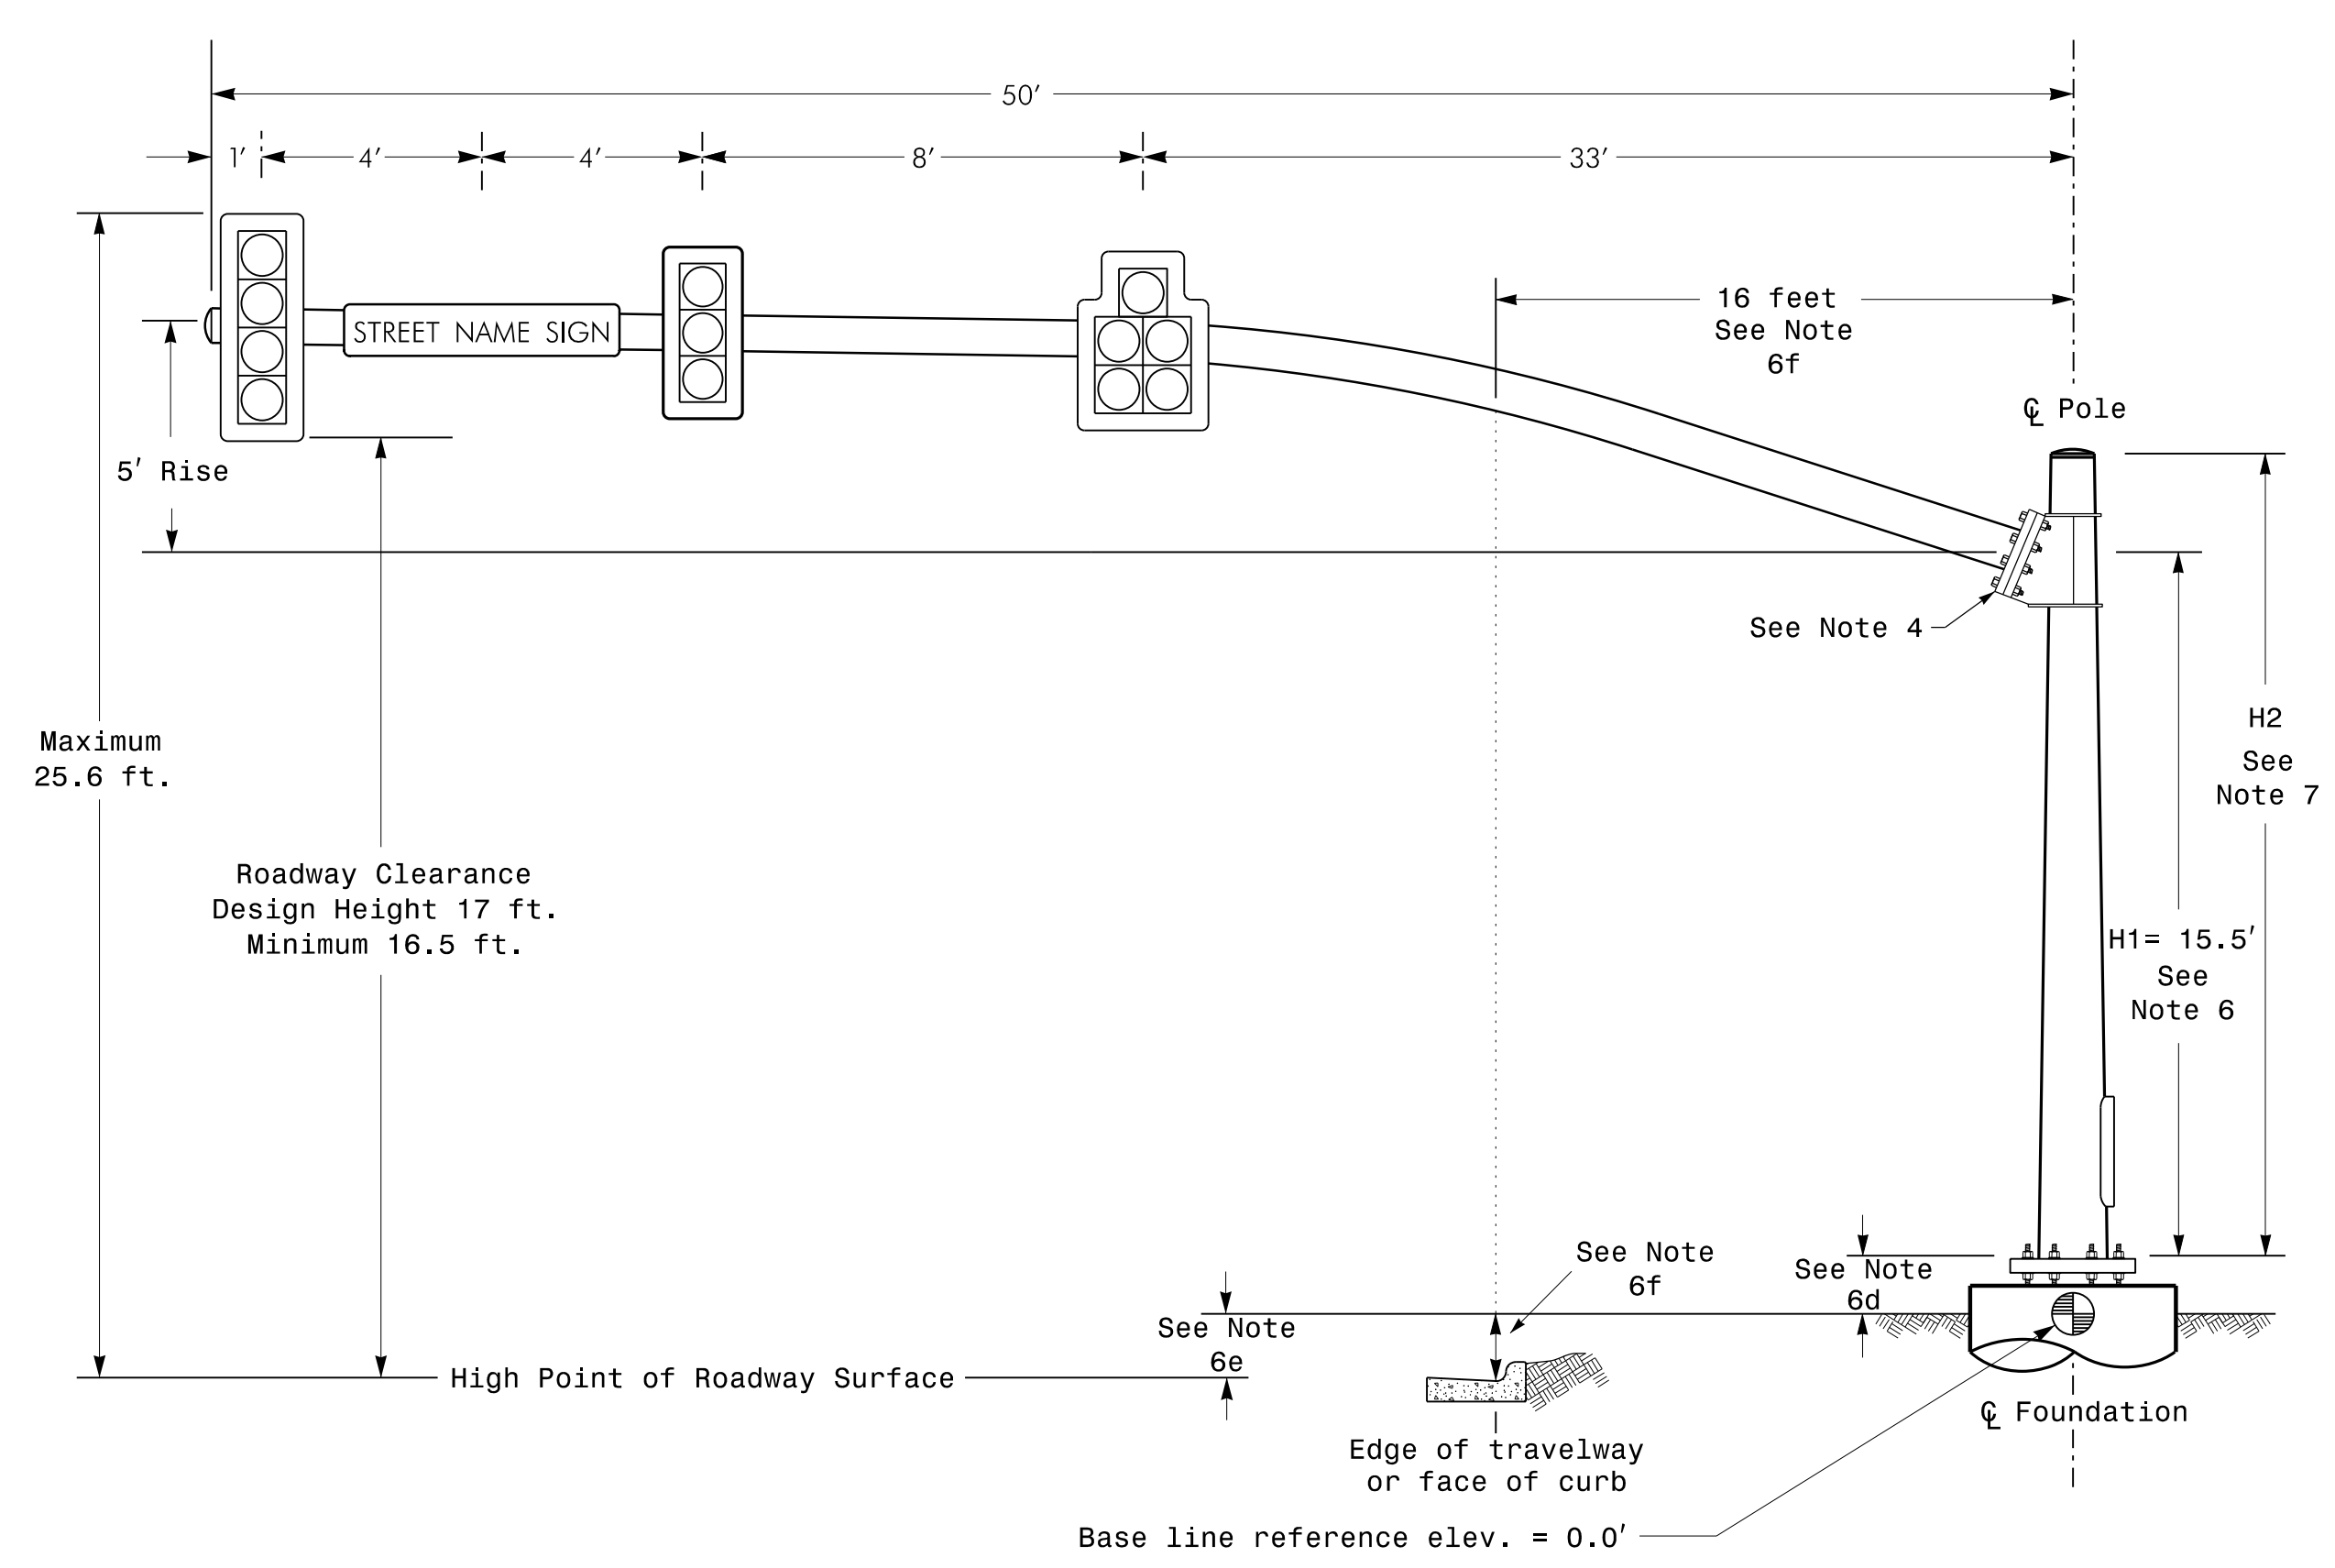 50'
1'
4'
4'
8'
33'
16 feet
See Note
6f
STREET NAME SIGN
℄ Pole
5' Rise
See Note 4
H2
See
Note 7
Maximum
25.6 ft.
Roadway Clearance
Design Height 17 ft.
Minimum 16.5 ft.
H1= 15.5'
See
Note 6
See Note
6f
See Note
6d
See Note
6e
High Point of Roadway Surface
℄ Foundation
Edge of travelway
or face of curb
Base line reference elev. = 0.0'